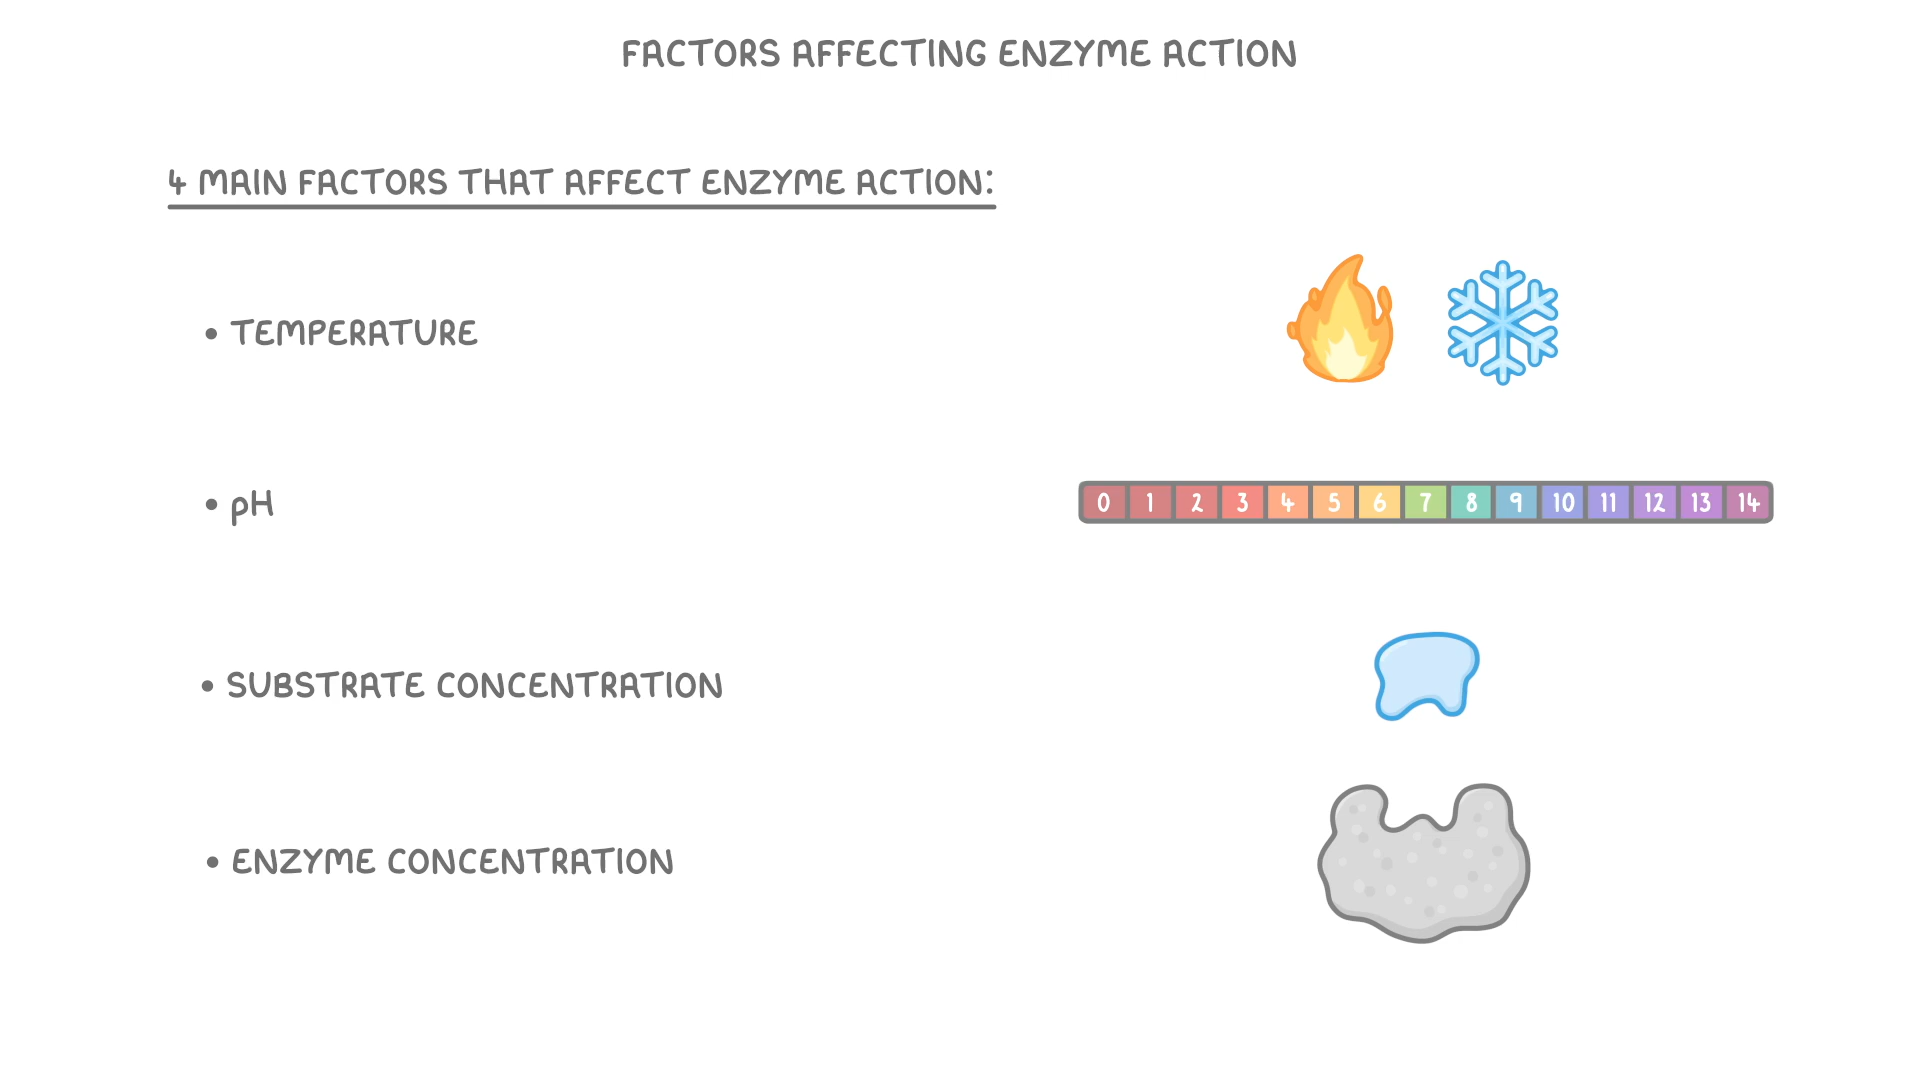 FACTORS AFFECTING ENZYME ACTION
4 MAIN FACTORS THAT AFFECT ENZYME ACTION:
• TEMPERATURE
• pH
0 1 2 3 4 5 6 7 8 9 10 11 12 13 14
• SUBSTRATE CONCENTRATION
• ENZYME CONCENTRATION